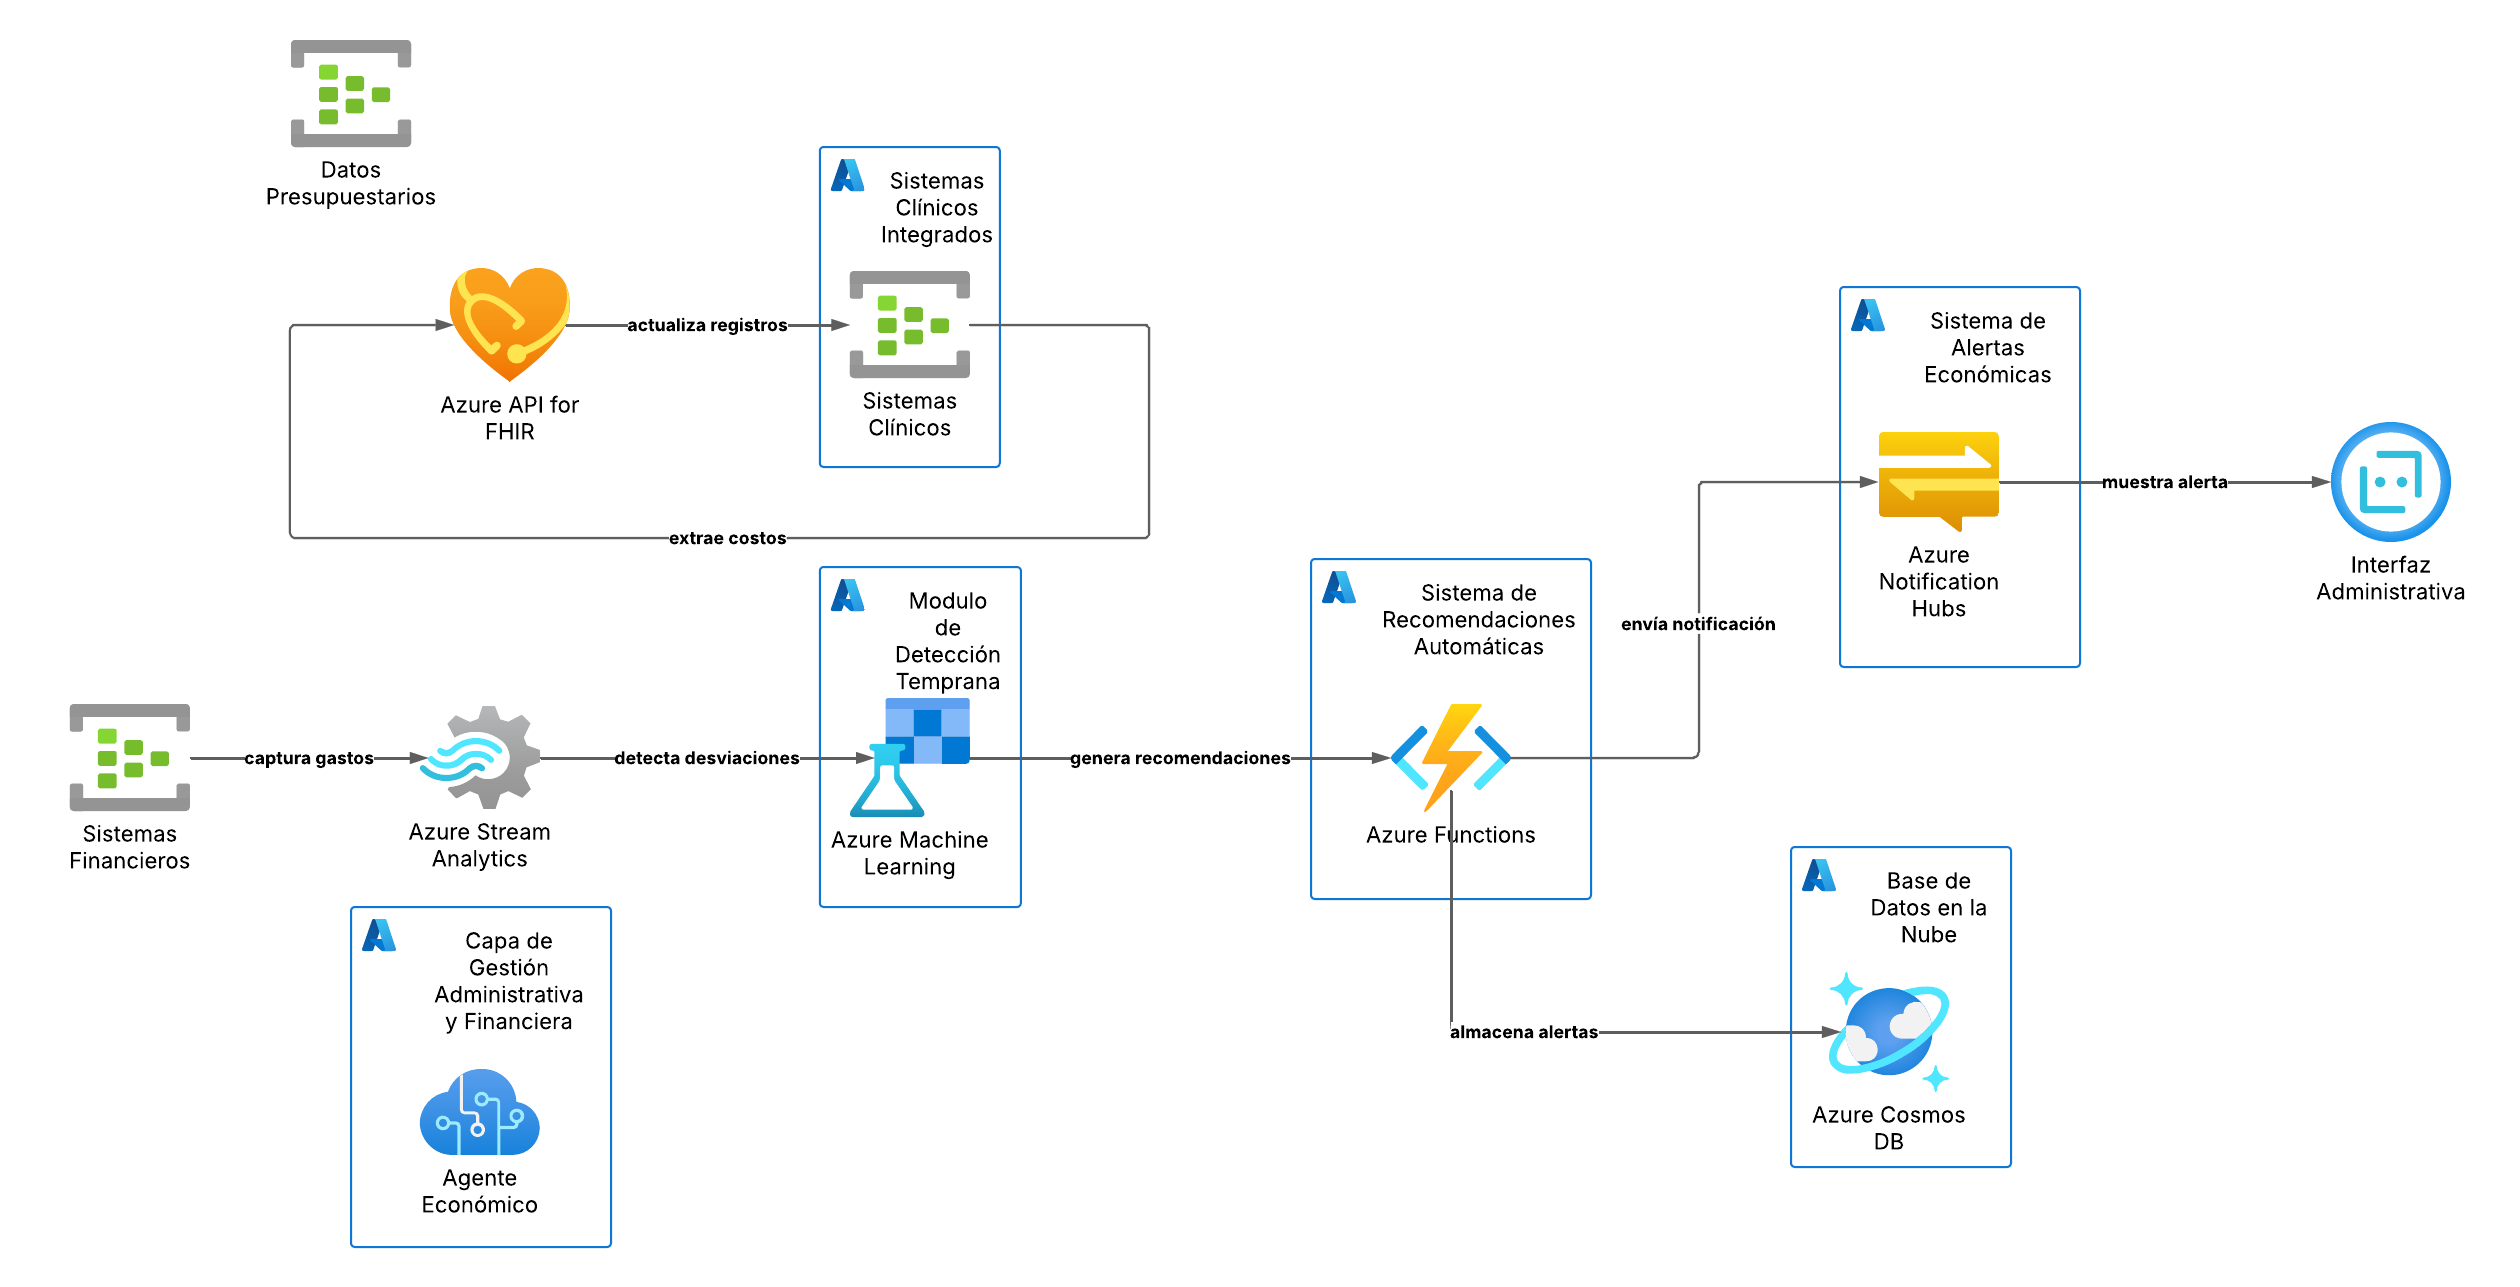 Datos
Presupuestarios
Sistemas
Clínicos
Integrados
Azure API for
FHIR
actualiza registros
Sistemas
Clínicos
extrae costos
Sistema de
Alertas
Económicas
Azure
Notification
Hubs
muestra alerta
Interfaz
Administrativa
Modulo
de
Detección
Temprana
Sistema de
Recomendaciones
Automáticas
envía notificación
Sistemas
Financieros
captura gastos
Azure Stream
Analytics
detecta desviaciones
Azure Machine
Learning
genera recomendaciones
Azure Functions
Capa de
Gestión
Administrativa
y Financiera
Agente
Económico
almacena alertas
Base de
Datos en la
Nube
Azure Cosmos
DB